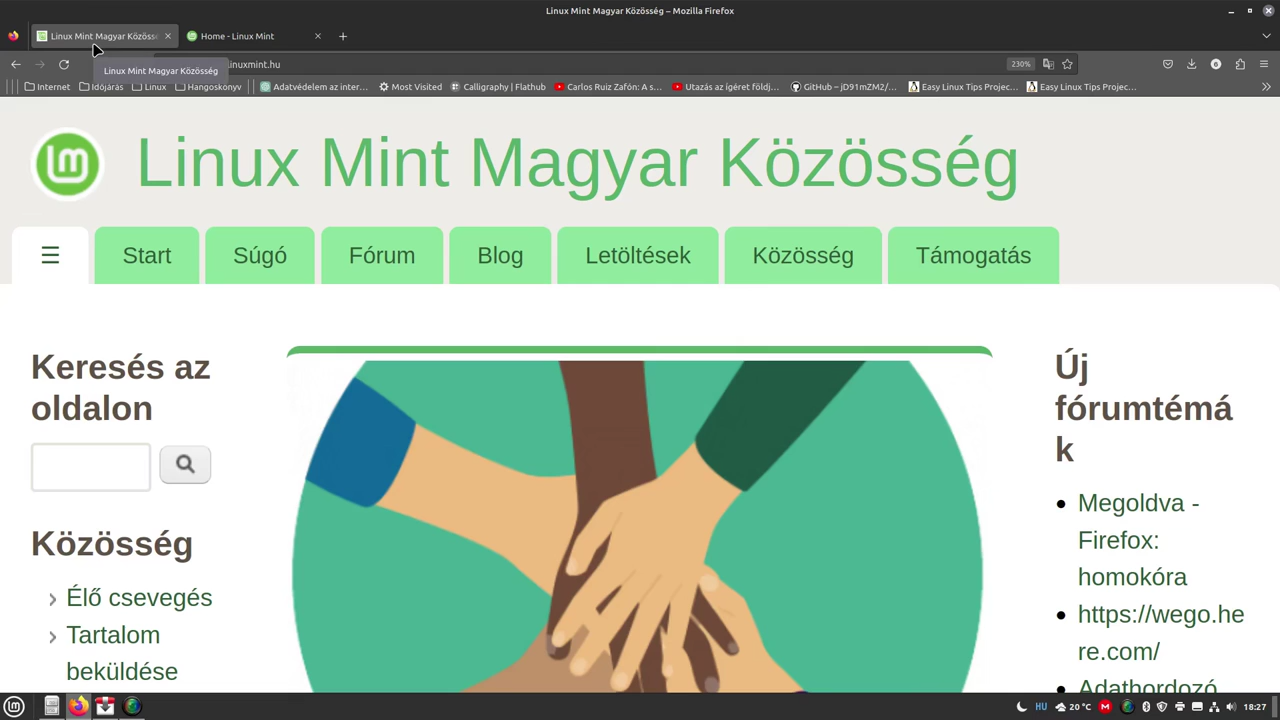 Linux Mint Magyar Közösség – Mozilla Firefox
Linux Mint Magyar Közöss
Home - Linux Mint
Linux Mint Magyar Közösség
linuxmint.hu
230%
Internet
Időjárás
Linux
Hangoskönyv
Adatvédelem az inter…
Most Visited
Calligraphy | Flathub
Carlos Ruiz Zafón: A s…
Utazás az ígéret földj…
GitHub – jD91mZM2/…
Easy Linux Tips Projec…
Easy Linux Tips Projec…
Linux Mint Magyar Közösség
Start
Súgó
Fórum
Blog
Letöltések
Közösség
Támogatás
Keresés az
oldalon
Közösség
Élő csevegés
Tartalom
beküldése
Új
fórumtémá
k
Megoldva -
Firefox:
homokóra
https://wego.he
re.com/
Adathordozó
HU
20 °C
18:27